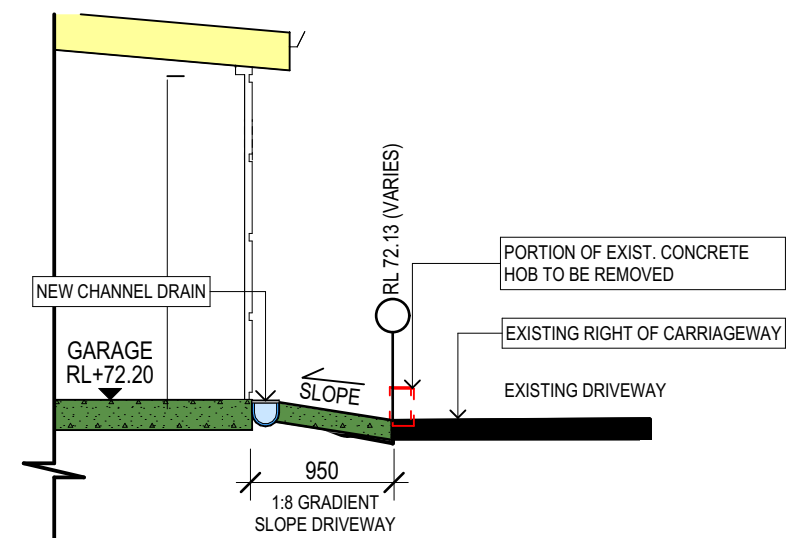 RL 72.13 (VARIES)
PORTION OF EXIST. CONCRETE
HOB TO BE REMOVED
NEW CHANNEL DRAIN
EXISTING RIGHT OF CARRIAGEWAY
GARAGE
RL+72.20
SLOPE
EXISTING DRIVEWAY
950
1:8 GRADIENT
SLOPE DRIVEWAY